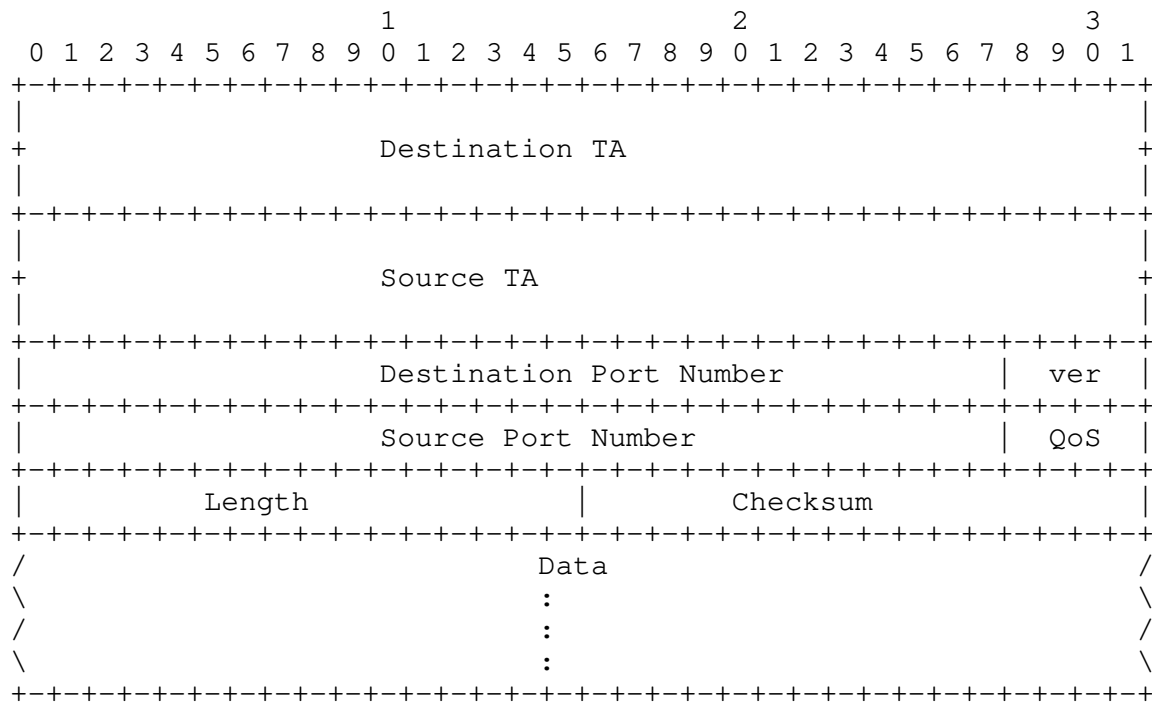 1                   2                   3
 0 1 2 3 4 5 6 7 8 9 0 1 2 3 4 5 6 7 8 9 0 1 2 3 4 5 6 7 8 9 0 1
+-+-+-+-+-+-+-+-+-+-+-+-+-+-+-+-+-+-+-+-+-+-+-+-+-+-+-+-+-+-+-+-+
|                                                               |
+                    Destination TA                             +
|                                                               |
+-+-+-+-+-+-+-+-+-+-+-+-+-+-+-+-+-+-+-+-+-+-+-+-+-+-+-+-+-+-+-+-+
|                                                               |
+                    Source TA                                  +
|                                                               |
+-+-+-+-+-+-+-+-+-+-+-+-+-+-+-+-+-+-+-+-+-+-+-+-+-+-+-+-+-+-+-+-+
|                    Destination Port Number            |  ver  |
+-+-+-+-+-+-+-+-+-+-+-+-+-+-+-+-+-+-+-+-+-+-+-+-+-+-+-+-+-+-+-+-+
|                    Source Port Number                 |  QoS  |
+-+-+-+-+-+-+-+-+-+-+-+-+-+-+-+-+-+-+-+-+-+-+-+-+-+-+-+-+-+-+-+-+
|          Length               |        Checksum               |
+-+-+-+-+-+-+-+-+-+-+-+-+-+-+-+-+-+-+-+-+-+-+-+-+-+-+-+-+-+-+-+-+
/                             Data                              /
\                             :                                 \
/                             :                                 /
\                             :                                 \
+-+-+-+-+-+-+-+-+-+-+-+-+-+-+-+-+-+-+-+-+-+-+-+-+-+-+-+-+-+-+-+-+